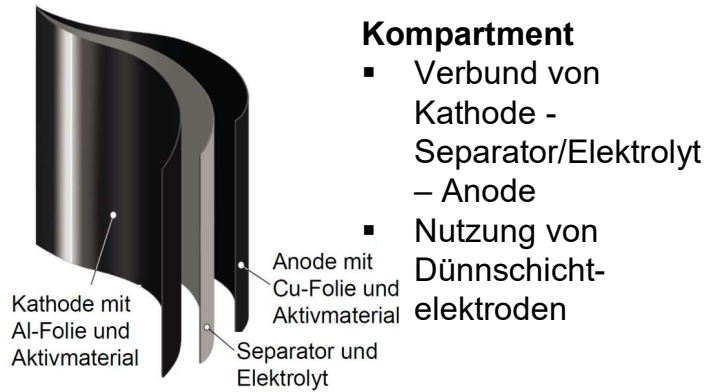 Kompartment
▪ Verbund von
Kathode -
Separator/Elektrolyt
– Anode
▪ Nutzung von
Dünnschicht-
elektroden
Anode mit
Cu-Folie und
Aktivmaterial
Kathode mit
Al-Folie und
Aktivmaterial
Separator und
Elektrolyt